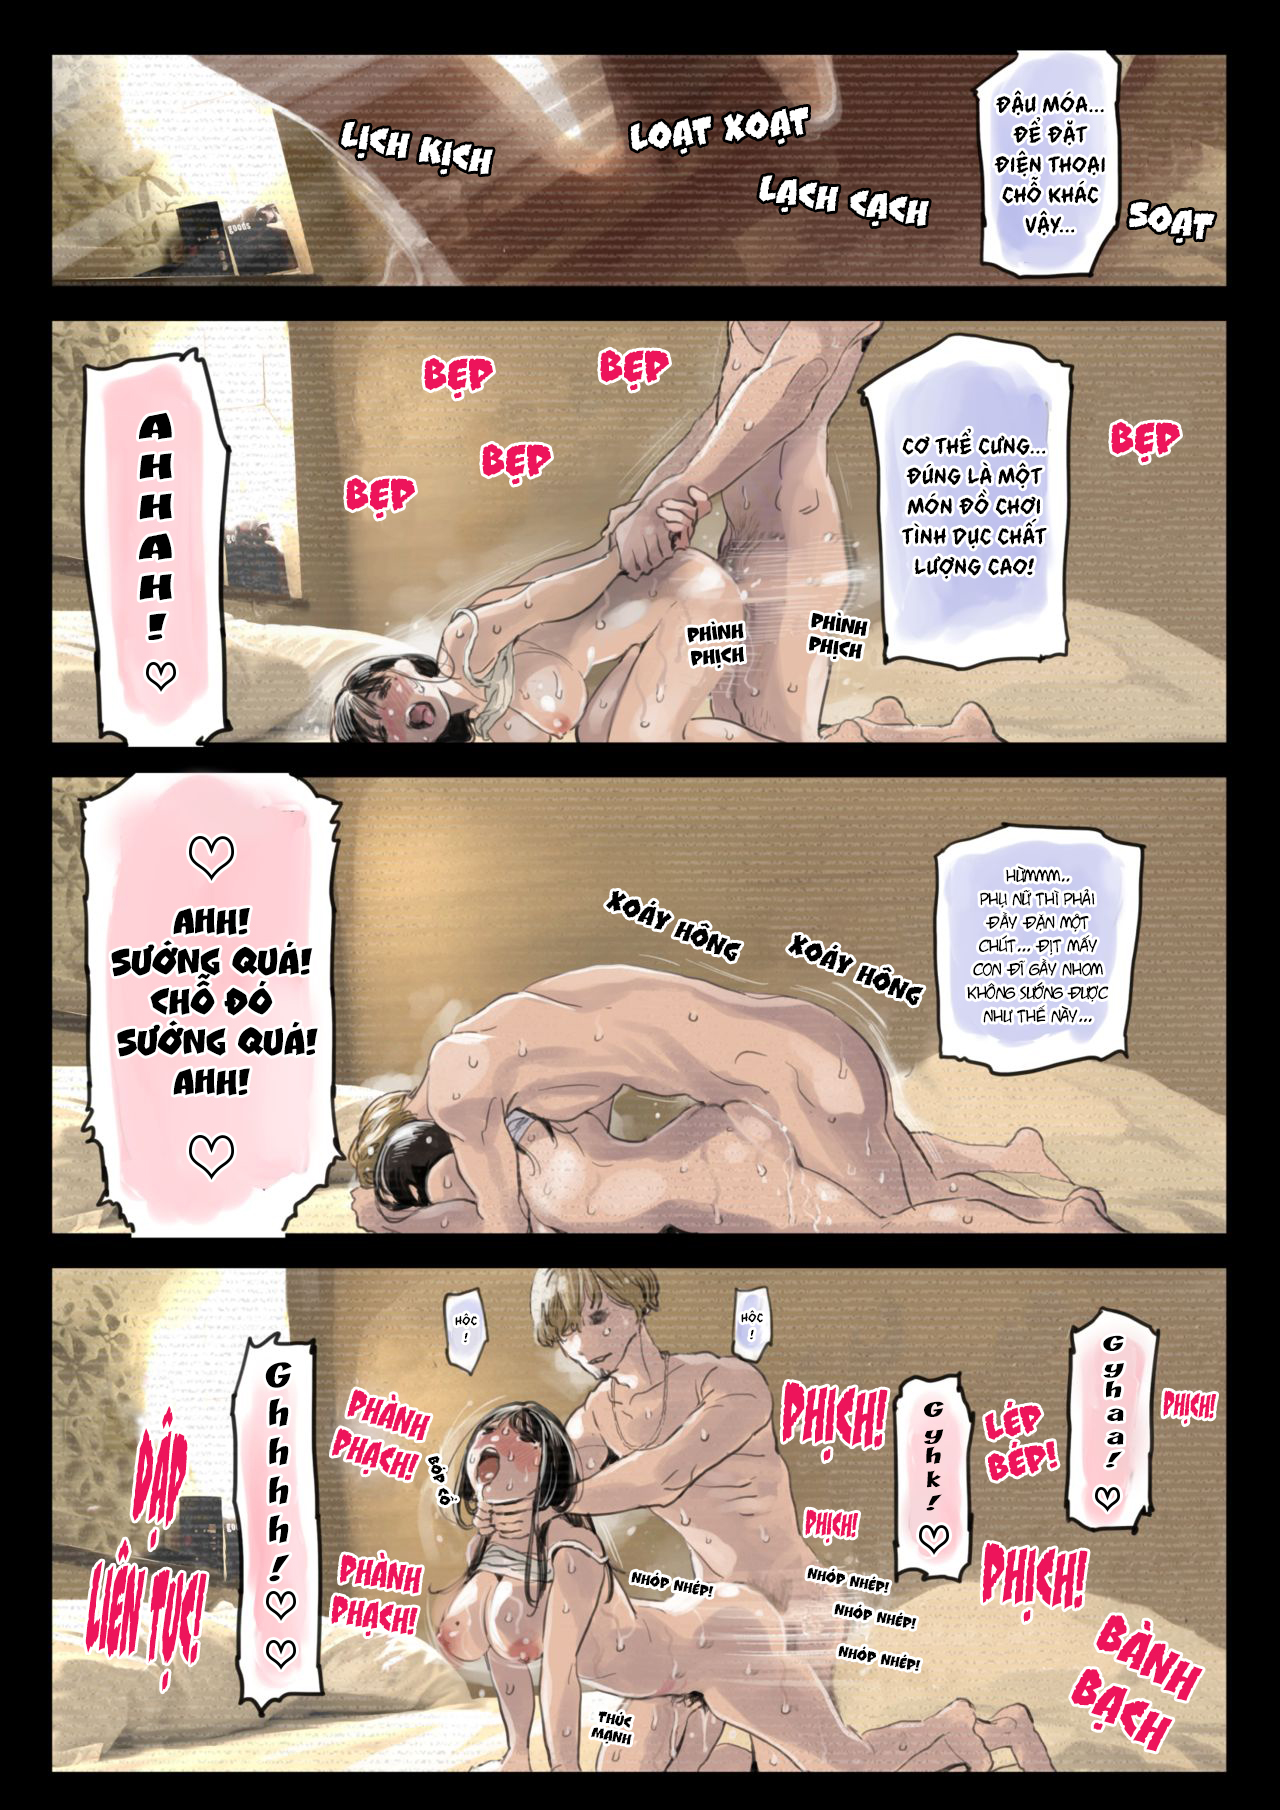 LỊCH KỊCH
LOẠT XOẠT
LẠCH CẠCH
ĐẬU MÓA...
ĐỂ ĐẶT
ĐIỆN THOẠI
CHỖ KHÁC
VẬY...
SOẠT
goods
BẸP
BẸP
BẸP
BẸP
BẸP
AHHAH!
♡
CƠ THỂ CƯNG...
ĐÚNG LÀ MỘT
MÓN ĐỒ CHƠI
TÌNH DỤC CHẤT
LƯỢNG CAO!
PHÌNH
PHỊCH
PHÌNH
PHỊCH
♡
AHH!
SƯỚNG QUÁ!
CHỖ ĐÓ
SƯỚNG QUÁ!
AHH!
♡
XOÁY HÔNG
XOÁY HÔNG
HỪMMM..
PHỤ NỮ THÌ PHẢI
ĐẦY ĐẶN MỘT
CHÚT... ĐỊT MẤY
CON ĐĨ GẦY NHOM
KHÔNG SƯỚNG ĐƯỢC
NHƯ THẾ NÀY...
HỘC
!
HỘC
!
Ghhhh!♡♡
Gyhk!♡
Gyhaa!♡
DẬP
LIÊN TỤC!
PHÀNH
PHẠCH!
BÓP CỔ
PHÀNH
PHẠCH!
PHỊCH!
LÉP
BÉP!
PHỊCH!
PHỊCH!
PHỊCH!
NHÓP NHÉP!
NHÓP NHÉP!
NHÓP NHÉP!
NHÓP NHÉP!
BÀNH
BẠCH
THÚC
MẠNH